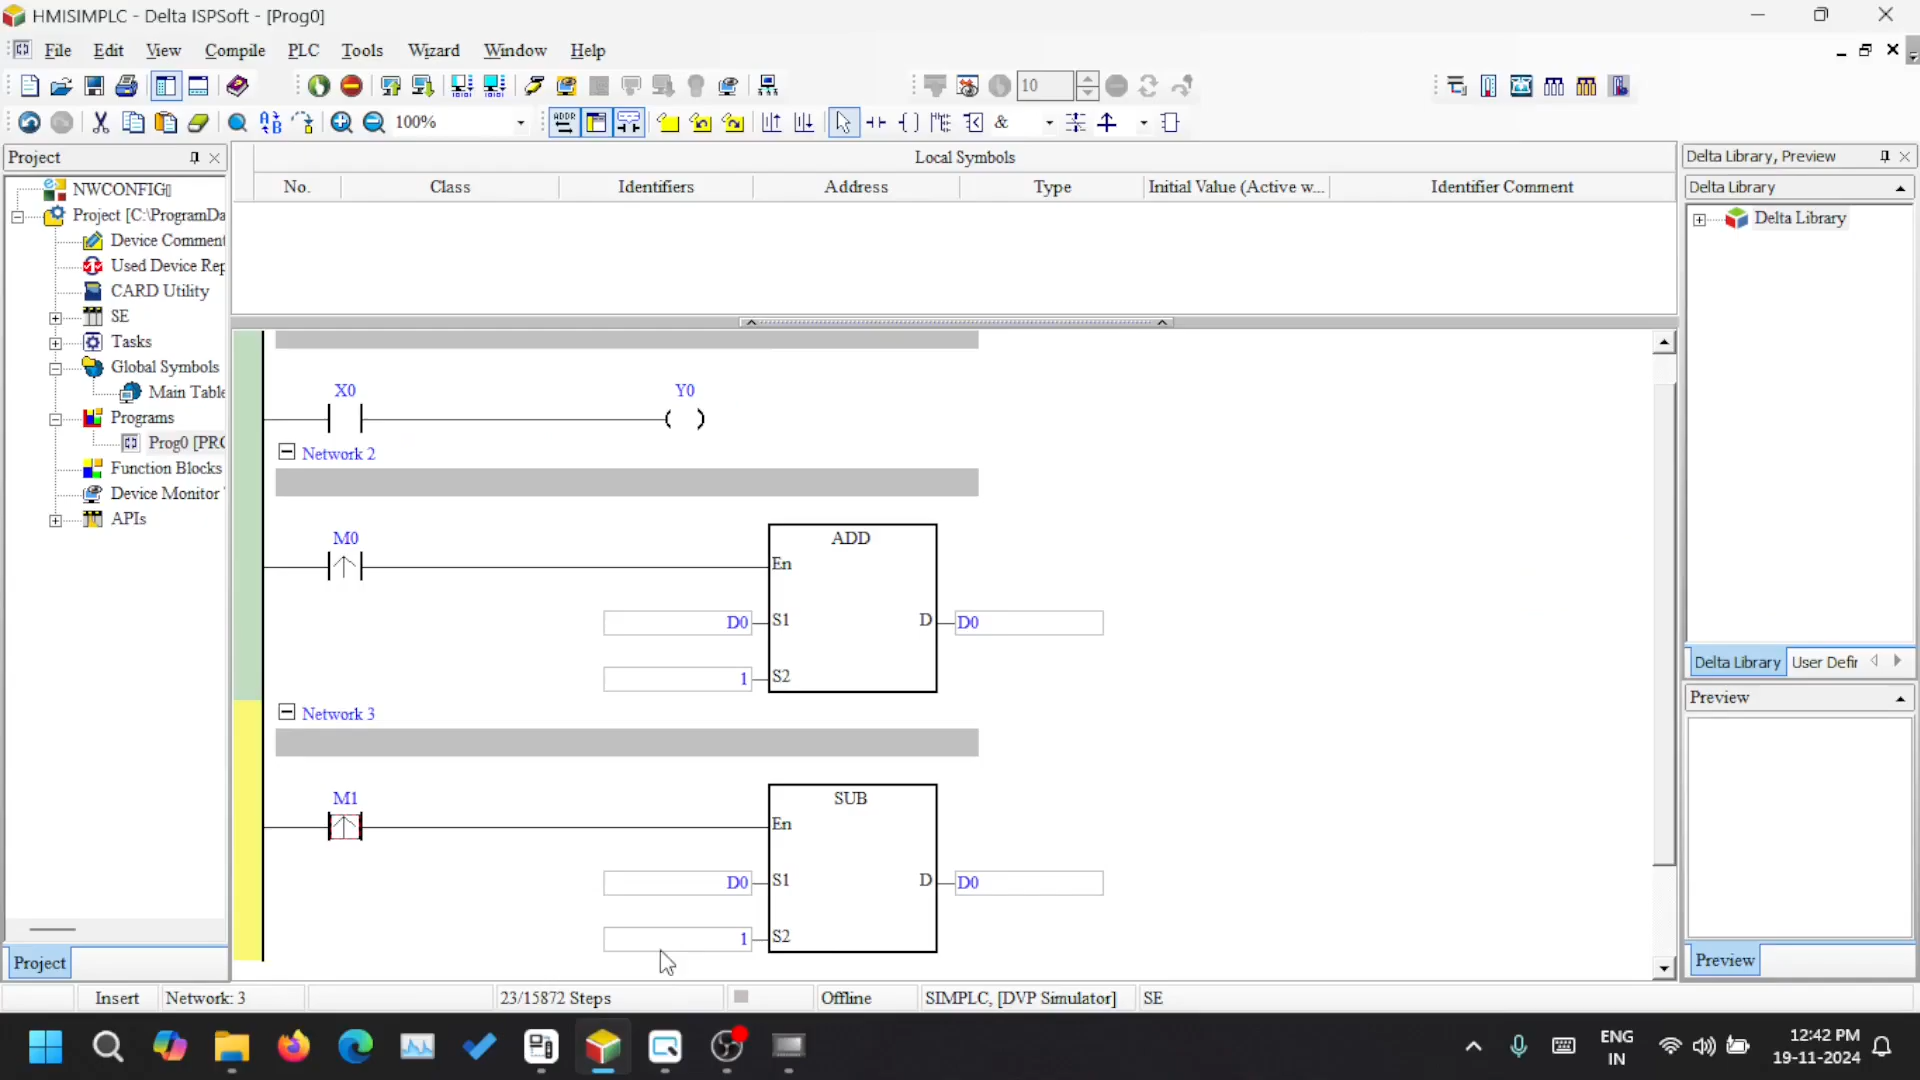 HMISIMPLC - Delta ISPSoft - [Prog0]
File Edit View Compile PLC Tools Wizard Window Help
10
100%
ADDR
&
Project
NWCONFIG
Project [C:\ProgramDa
Device Comment
Used Device Rep
CARD Utility
SE
Tasks
Global Symbols
Main Table
Programs
Prog0 [PRG
Function Blocks
Device Monitor
APIs
Project
Local Symbols
No. Class Identifiers Address Type Initial Value (Active w... Identifier Comment
X0 Y0
Network 2
M0 ADD
En
D0 S1 D D0
1 S2
Network 3
M1 SUB
En
D0 S1 D D0
1 S2
Delta Library, Preview
Delta Library
Delta Library
Delta Library User Defir
Preview
Preview
Insert Network: 3 23/15872 Steps Offline SIMPLC, [DVP Simulator] SE
ENG
IN
12:42 PM
19-11-2024